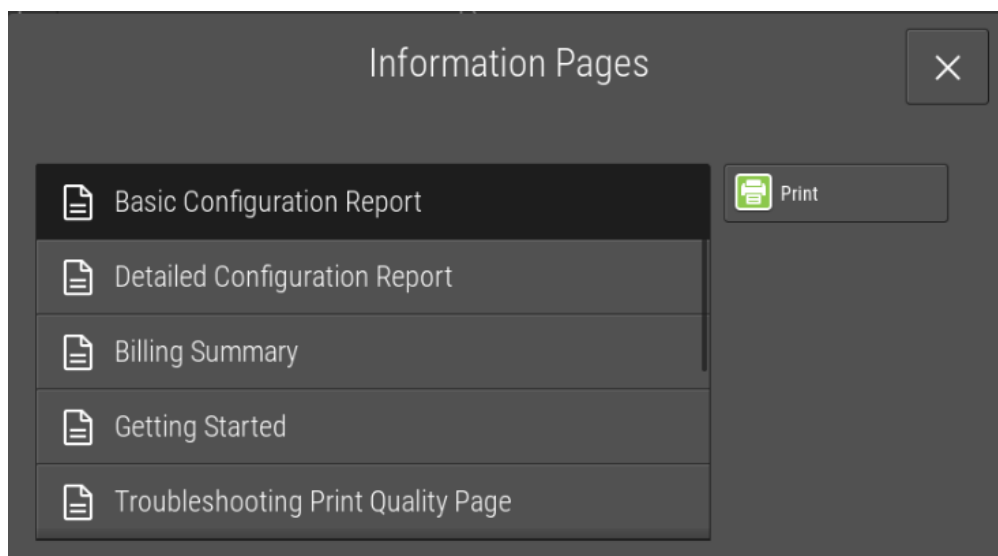 Information Pages
Basic Configuration Report
Print
Detailed Configuration Report
Billing Summary
Getting Started
Troubleshooting Print Quality Page